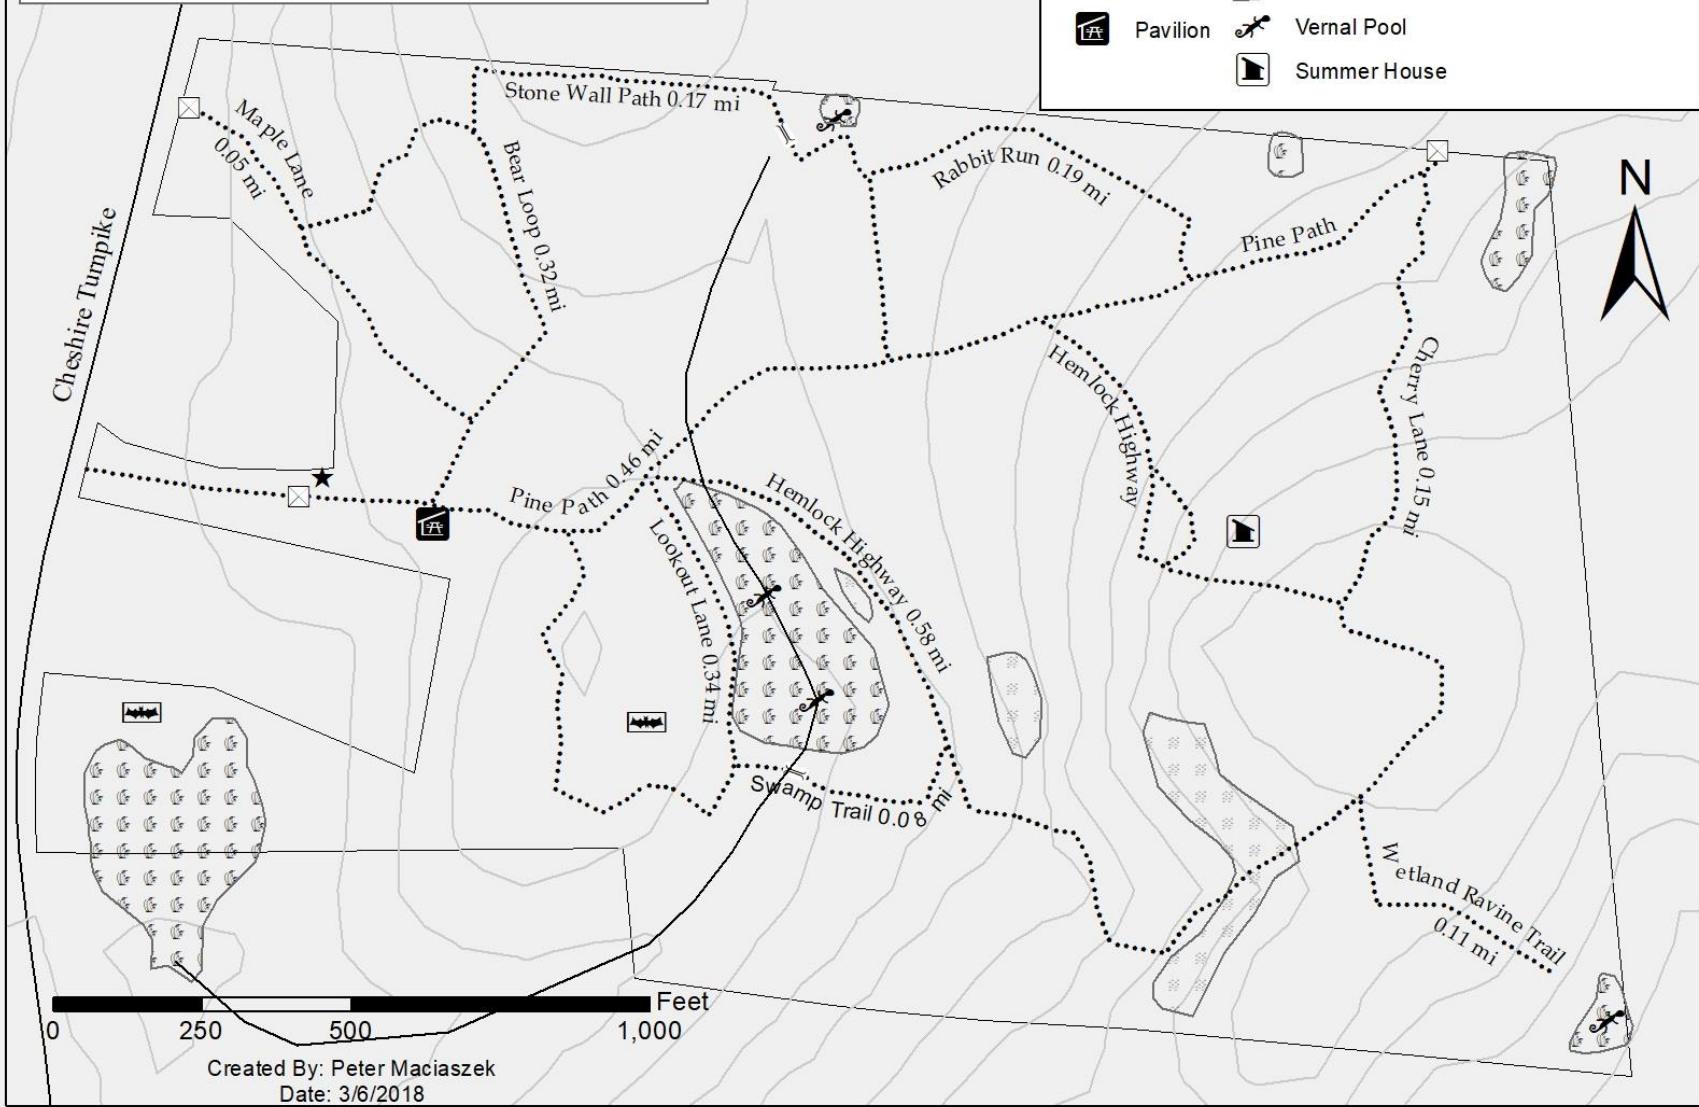 Pavilion
Vernal Pool
Summer House
Stone Wall Path 0.17 mi
Maple Lane
0.05 mi
Bear Loop 0.32 mi
Rabbit Run 0.19 mi
N
Pine Path
Cheshire Turnpike
Hemlock Highway
Cherry Lane 0.15 mi
Pine Path 0.46 mi
Hemlock Highway 0.58 mi
Lookout Lane 0.34 mi
Swamp Trail 0.08 mi
Wetland Ravine Trail
0.11 mi
Feet
0 250 500 1,000
Created By: Peter Maciaszek
Date: 3/6/2018